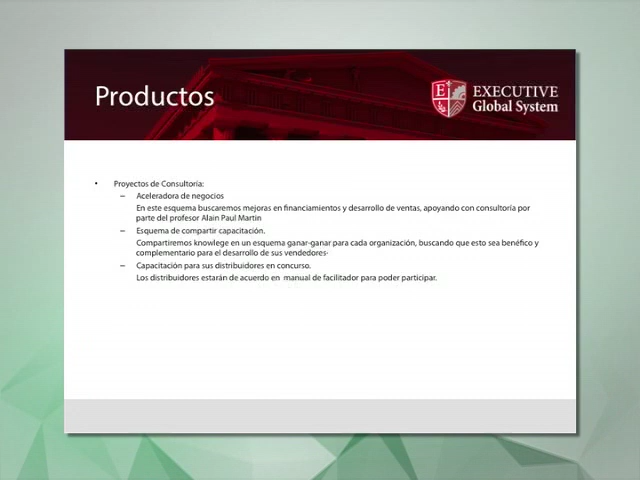 Productos
E
EXECUTIVE
Global System
• Proyectos de Consultoría:
– Aceleradora de negocios
En este esquema buscaremos mejoras en financiamientos y desarrollo de ventas, apoyando con consultoría por
parte del profesor Alain Paul Martin
– Esquema de compartir capacitación.
Compartiremos knowlege en un esquema ganar-ganar para cada organización, buscando que esto sea benéfico y
complementario para el desarrollo de sus vendedores·
– Capacitación para sus distribuidores en concurso.
Los distribuidores estarán de acuerdo en manual de facilitador para poder participar.